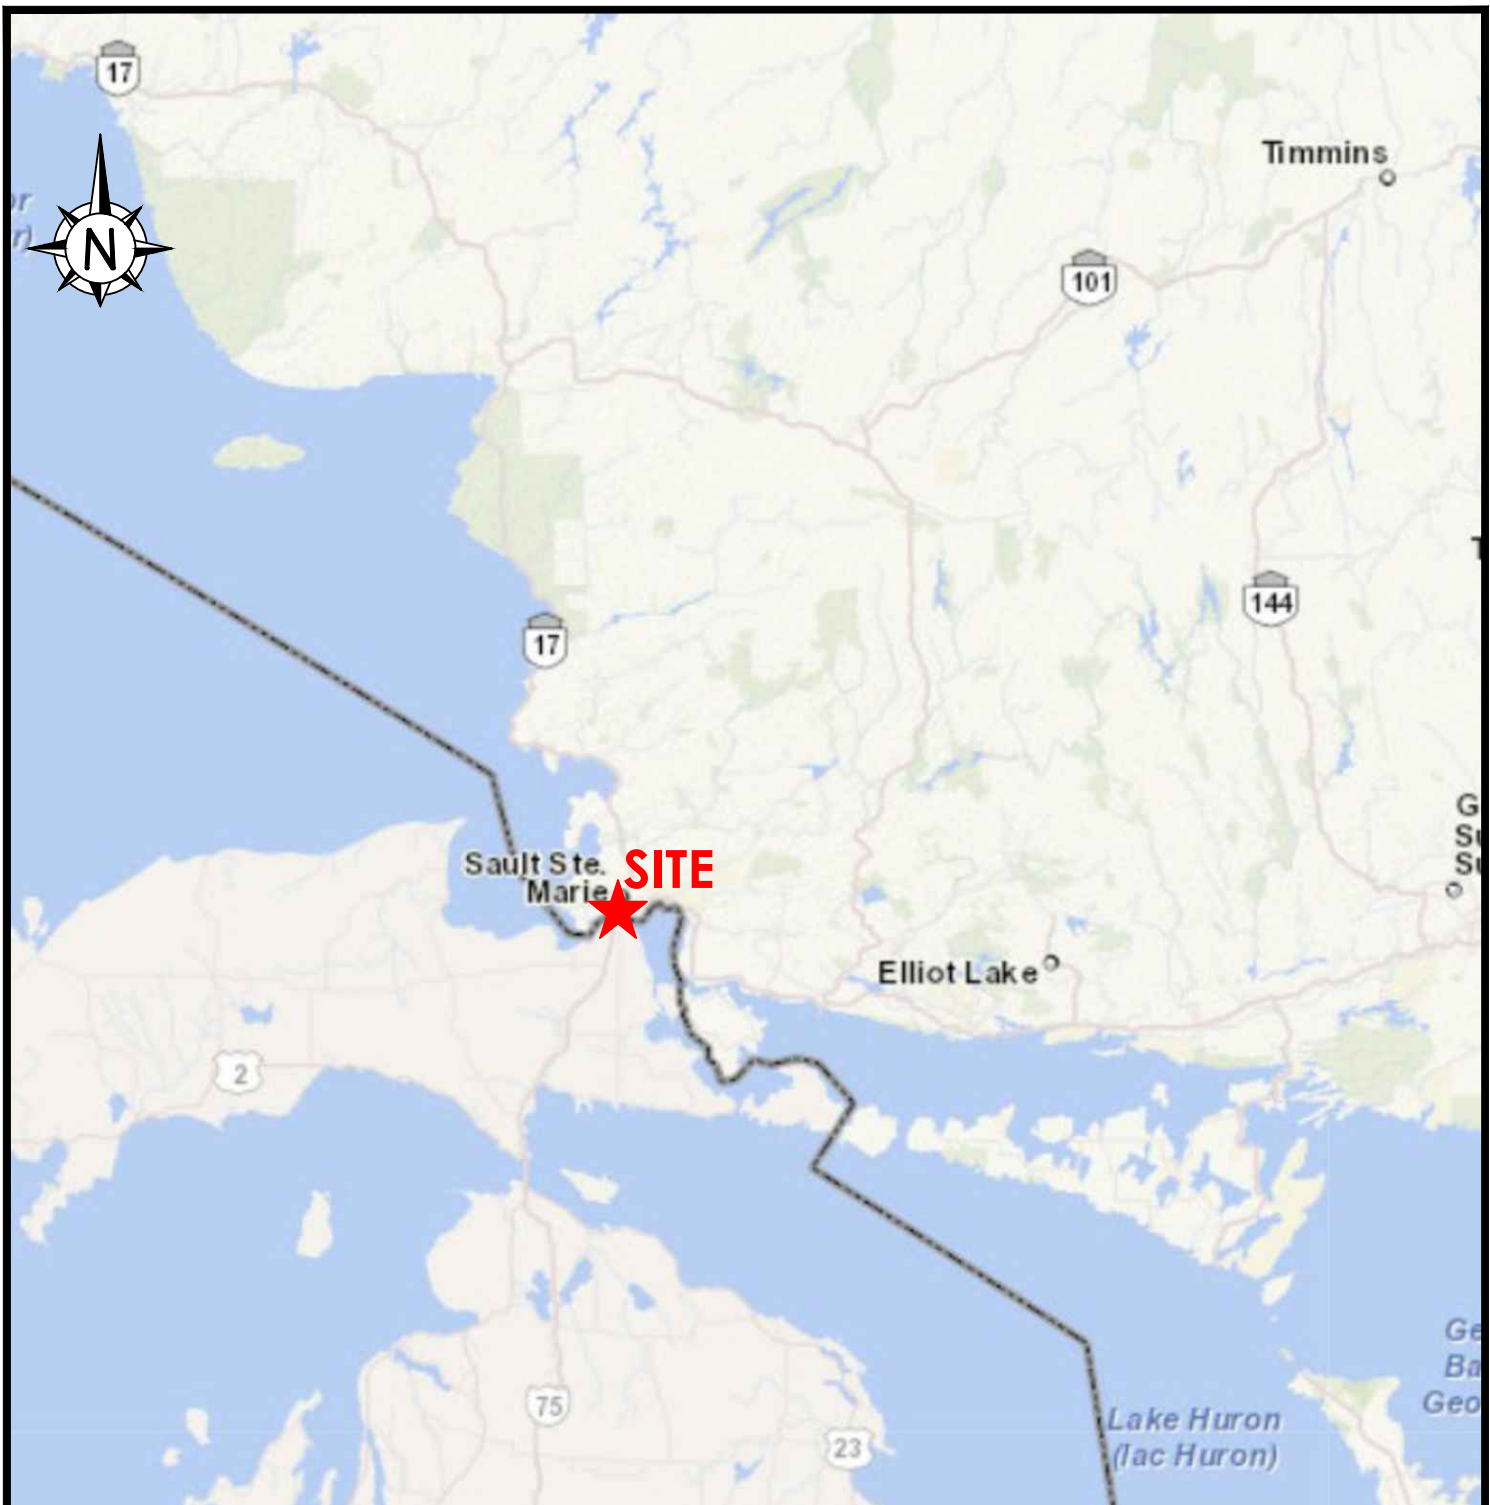 17
Timmins
N
101
17
144
Sault Ste.
Marie
SITE
Elliot Lake
2
75
23
Lake Huron
(lac Huron)